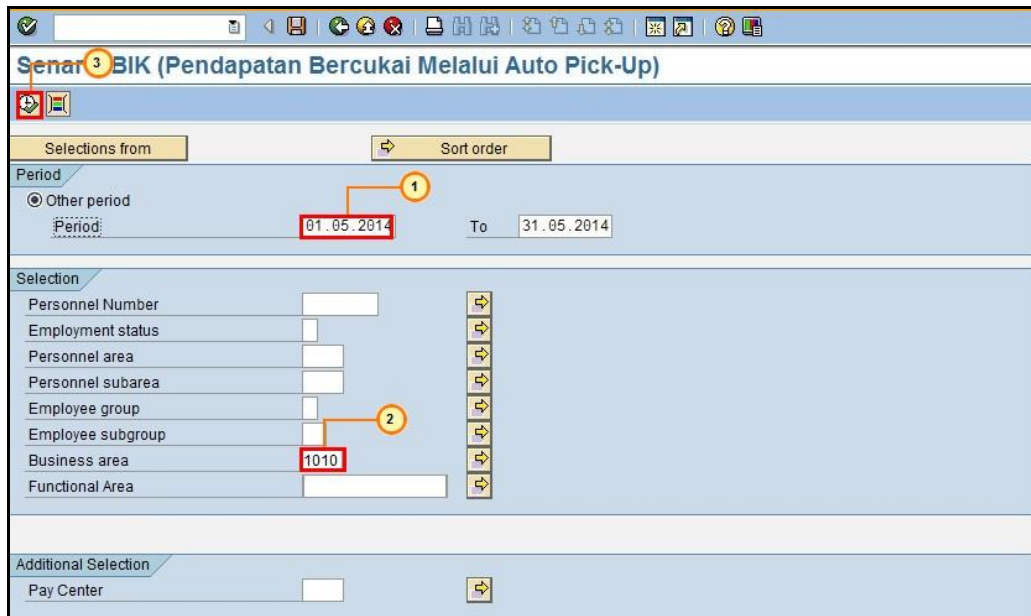 3
Senar BIK (Pendapatan Bercukai Melalui Auto Pick-Up)
Selections from
Sort order
Period
1
Other period
Period 01.05.2014 To 31.05.2014
Selection
Personnel Number
Employment status
Personnel area
Personnel subarea
Employee group
2
Employee subgroup
Business area 1010
Functional Area
Additional Selection
Pay Center